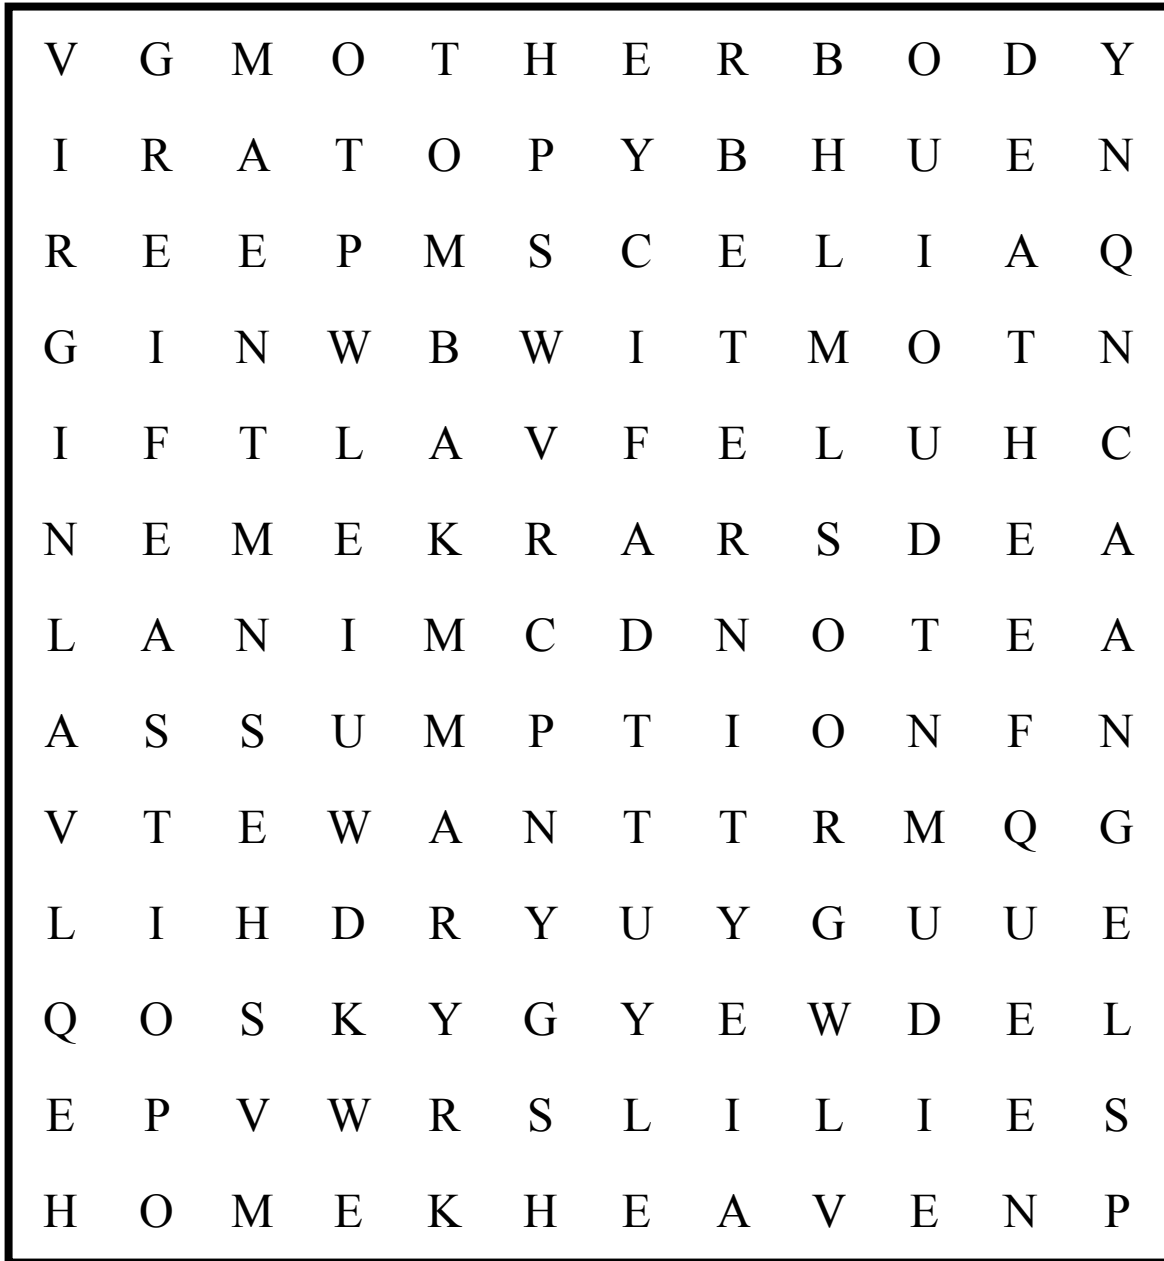 V G M O T H E R B O D Y
I R A T O P Y B H U E N
R E E P M S C E L I A Q
G I N W B W I T M O T N
I F T L A V F E L U H C
N E M E K R A R S D E A
L A N I M C D N O T E A
A S S U M P T I O N F N
V T E W A N T T R M Q G
L I H D R Y U Y G U U E
Q O S K Y G Y E W D E L
E P V W R S L I L I E S
H O M E K H E A V E N P